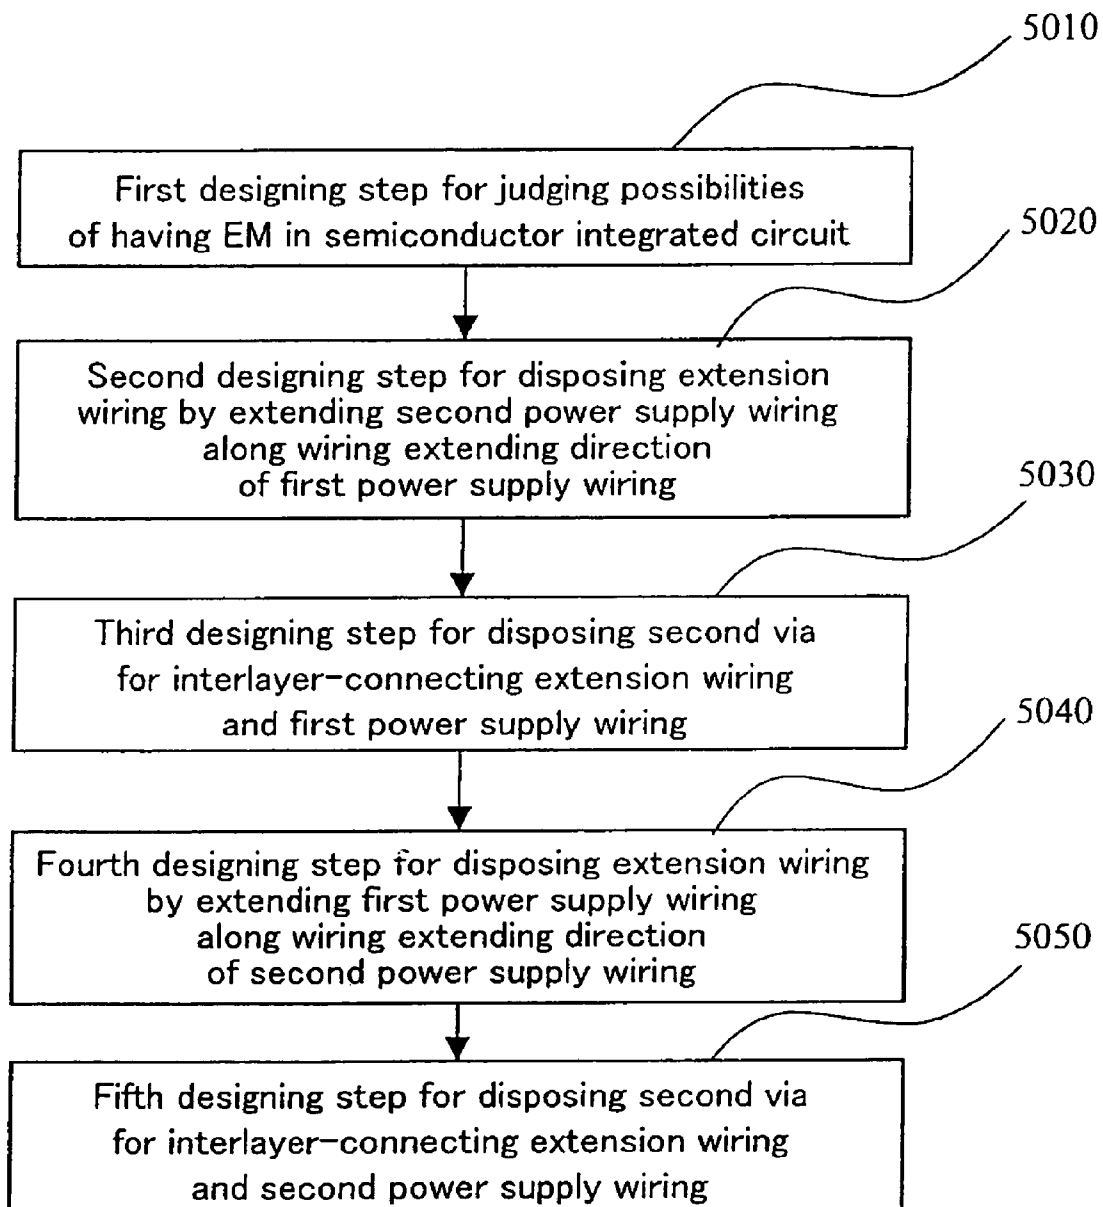 5010
First designing step for judging possibilities
of having EM in semiconductor integrated circuit
5020
Second designing step for disposing extension
wiring by extending second power supply wiring
along wiring extending direction
of first power supply wiring
5030
Third designing step for disposing second via
for interlayer-connecting extension wiring
and first power supply wiring
5040
Fourth designing step for disposing extension wiring
by extending first power supply wiring
along wiring extending direction
of second power supply wiring
5050
Fifth designing step for disposing second via
for interlayer-connecting extension wiring
and second power supply wiring